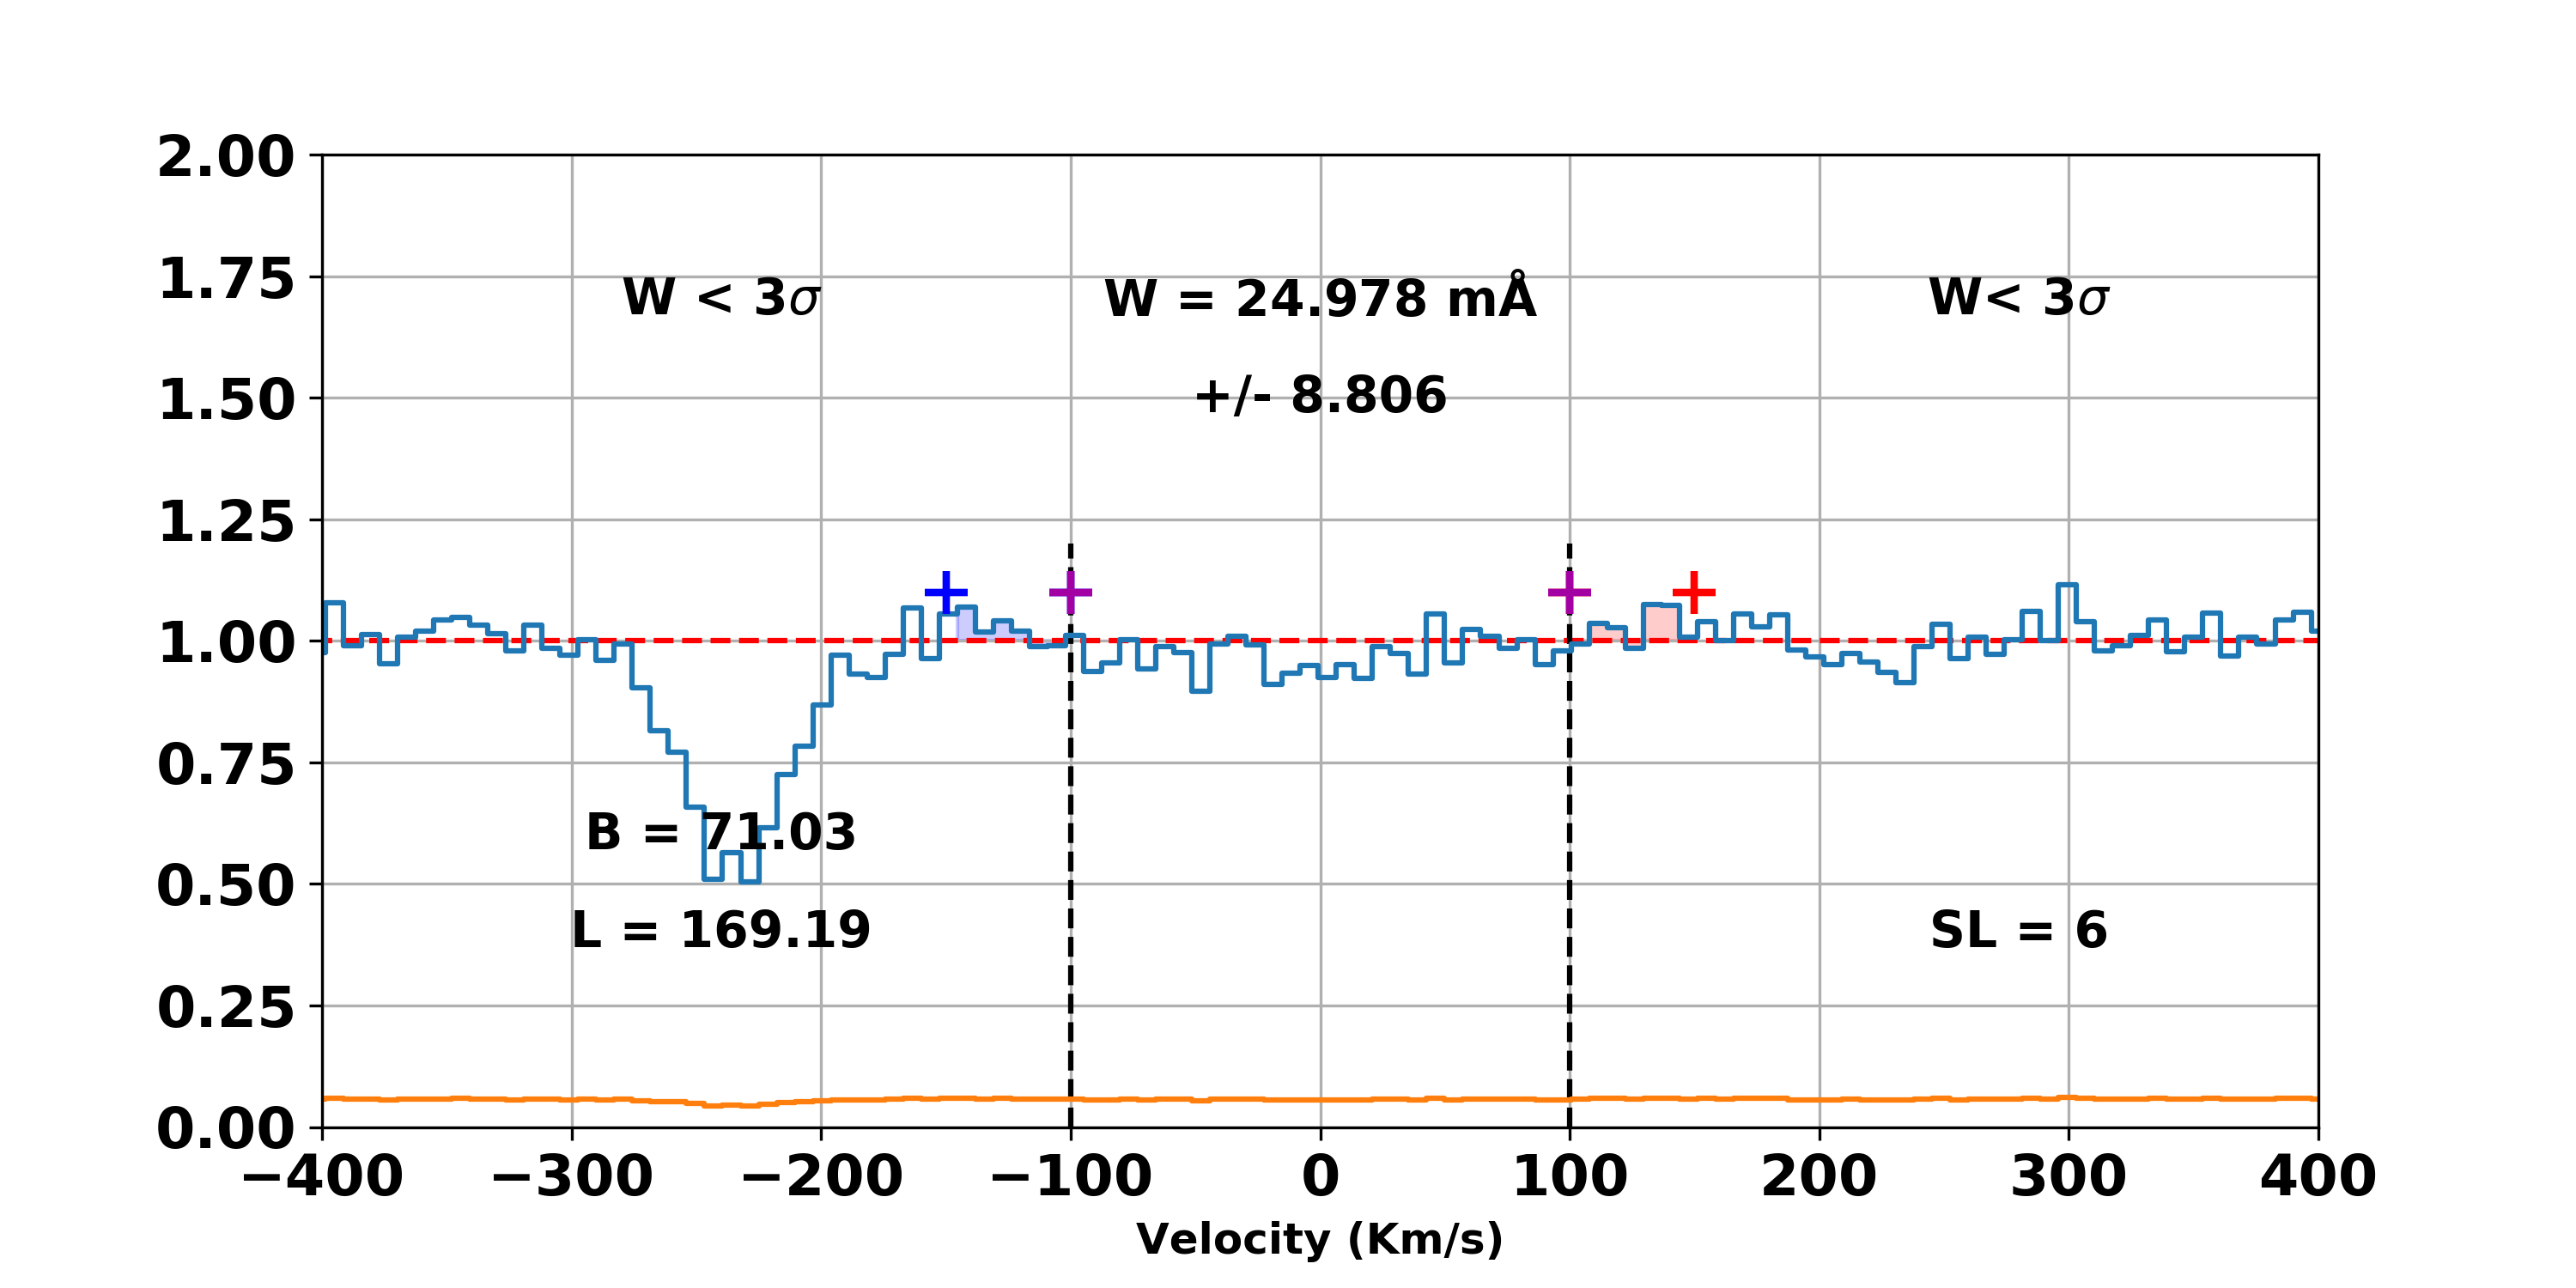 2.00
1.75
1.50
1.25
1.00
0.75
0.50
0.25
0.00
W < 3σ
W = 24.978 mÅ
+/- 8.806
W< 3σ
B = 71.03
L = 169.19
SL = 6
−400 −300 −200 −100 0 100 200 300 400
Velocity (Km/s)